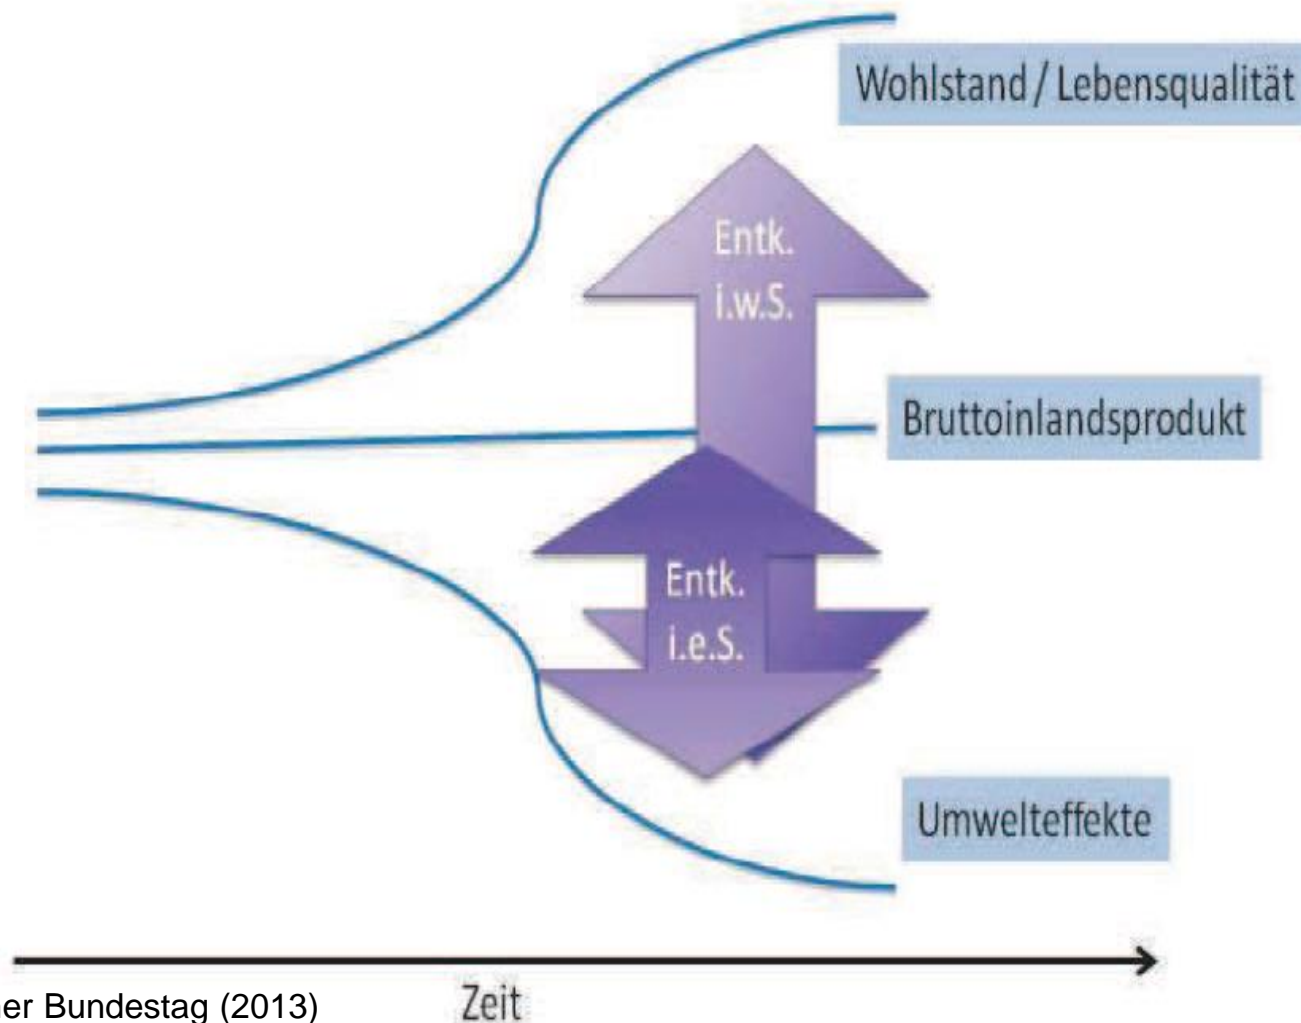 Wohlstand / Lebensqualität
Entk.
i.w.S.
Bruttoinlandsprodukt
Entk.
i.e.S.
Umwelteffekte
Zeit
er Bundestag (2013)